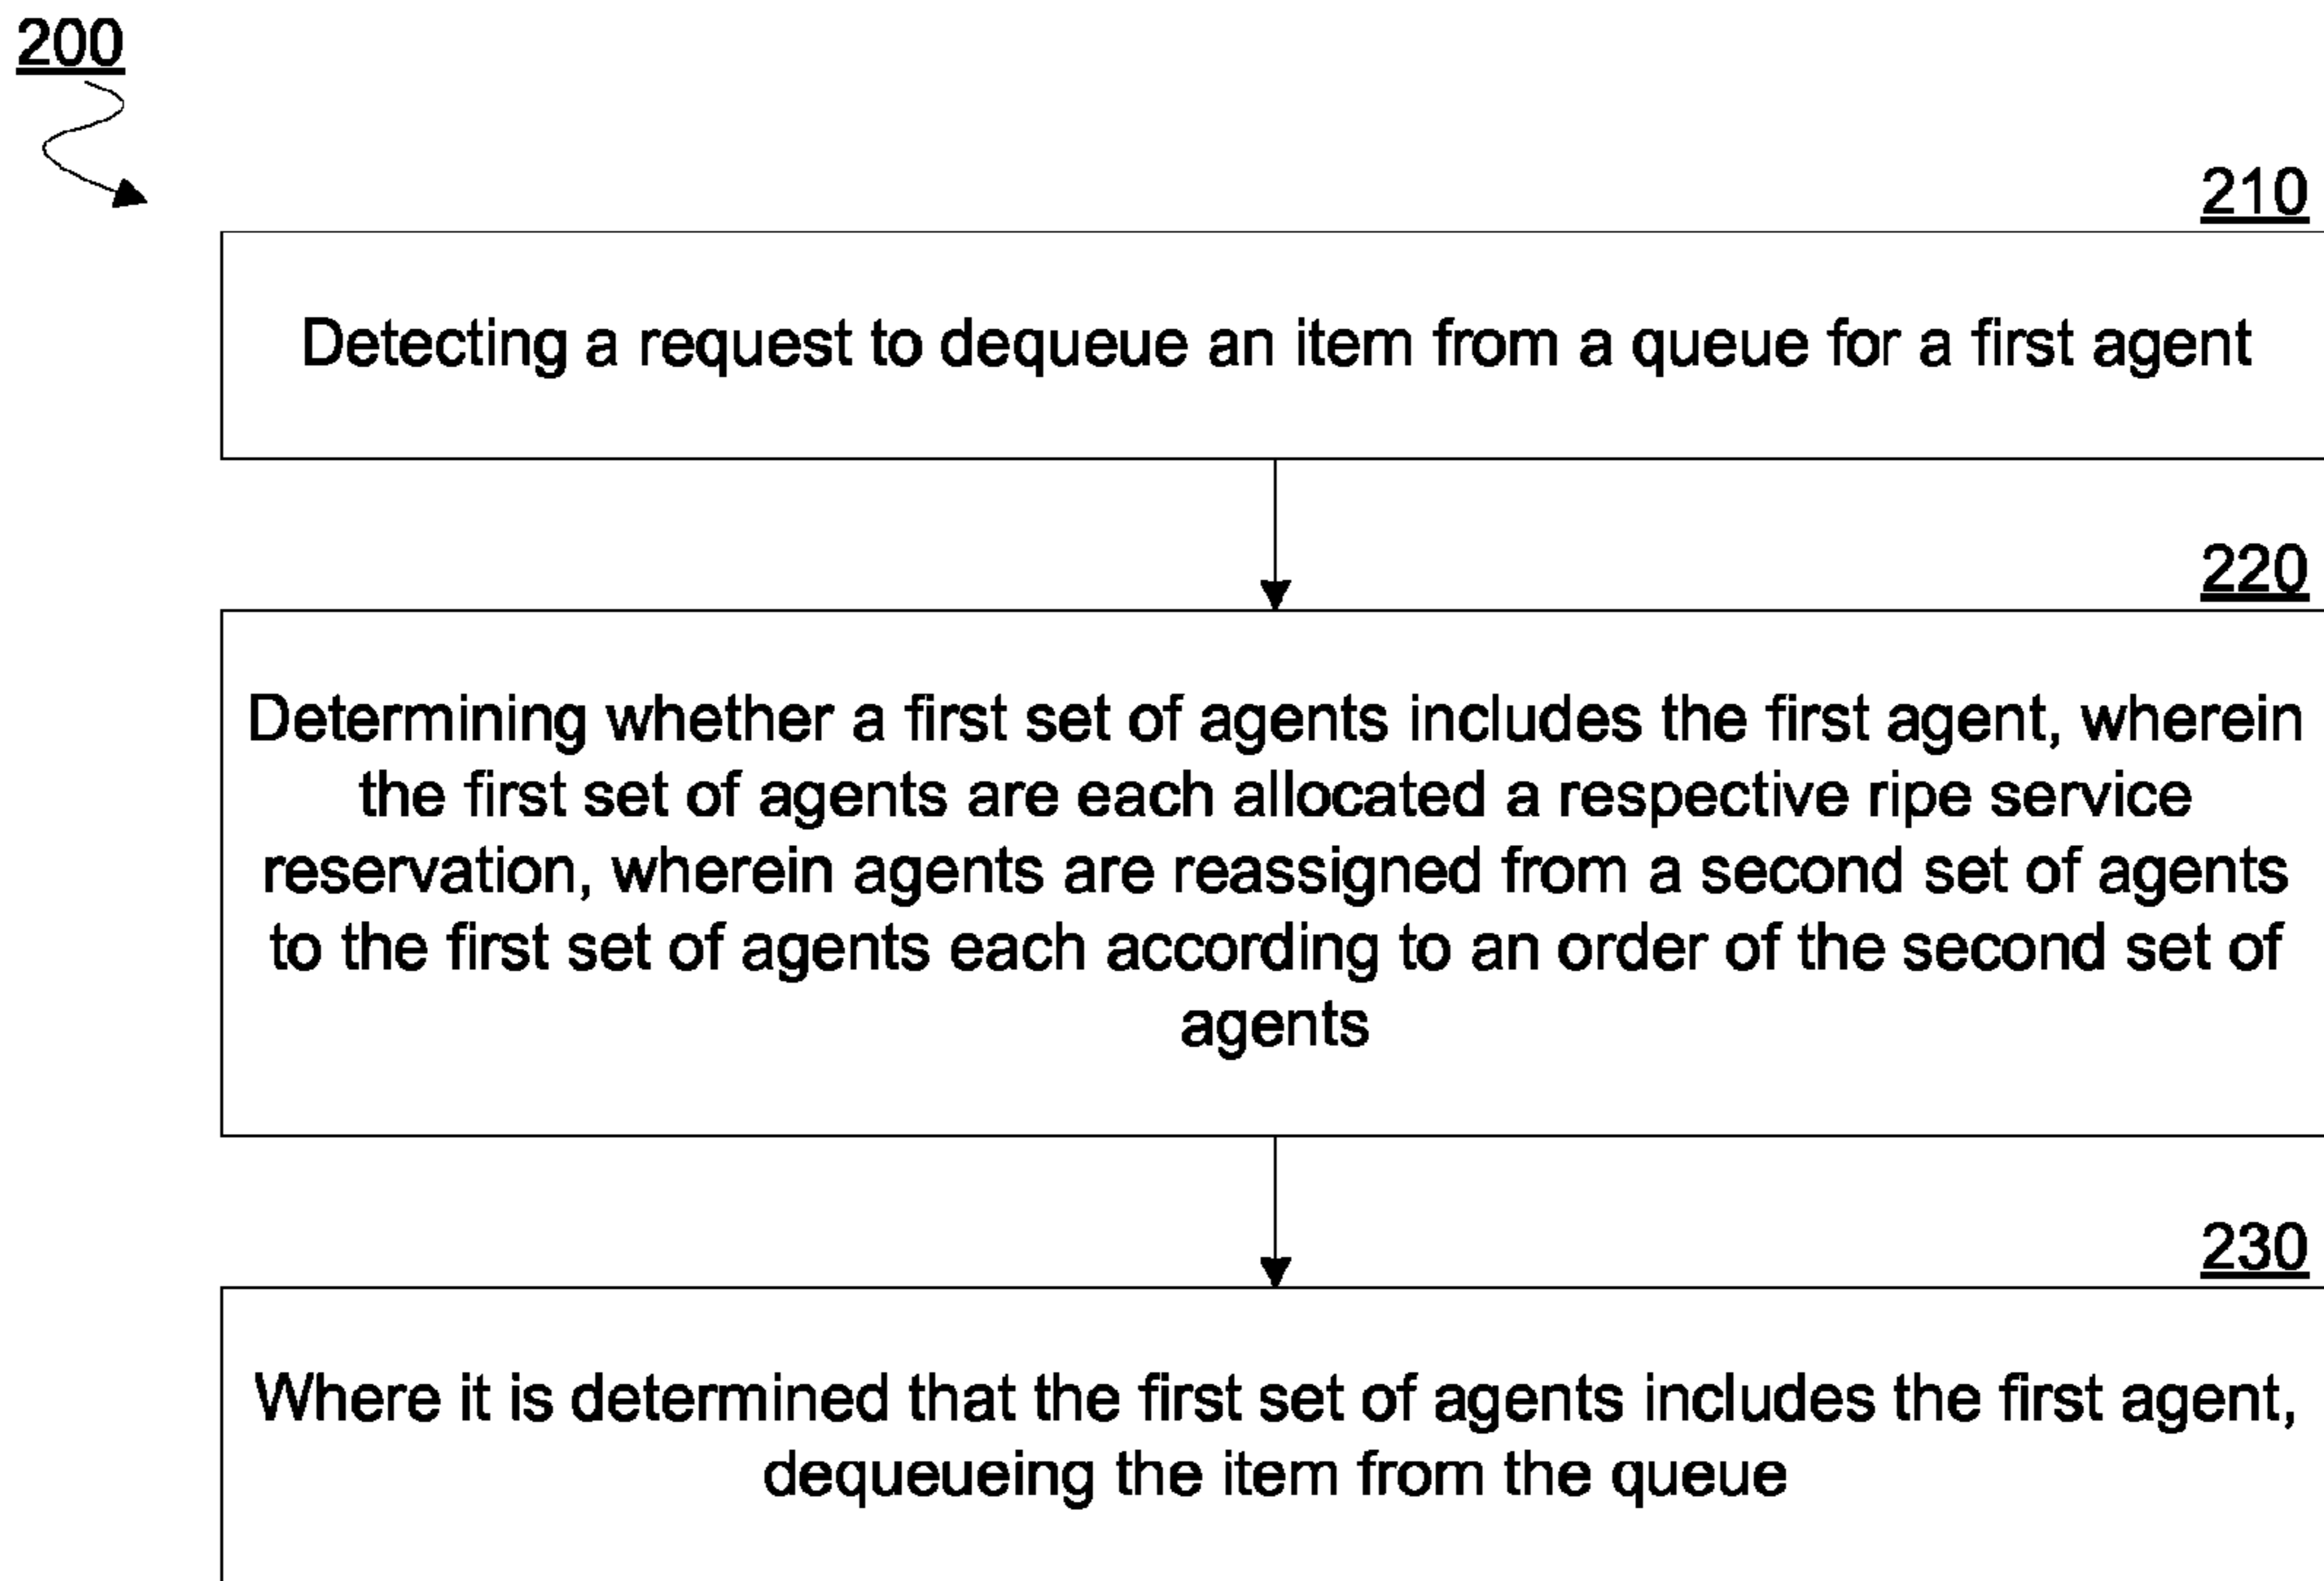 200
210
Detecting a request to dequeue an item from a queue for a first agent
220
Determining whether a first set of agents includes the first agent, wherein
the first set of agents are each allocated a respective ripe service
reservation, wherein agents are reassigned from a second set of agents
to the first set of agents each according to an order of the second set of
agents
230
Where it is determined that the first set of agents includes the first agent,
dequeueing the item from the queue